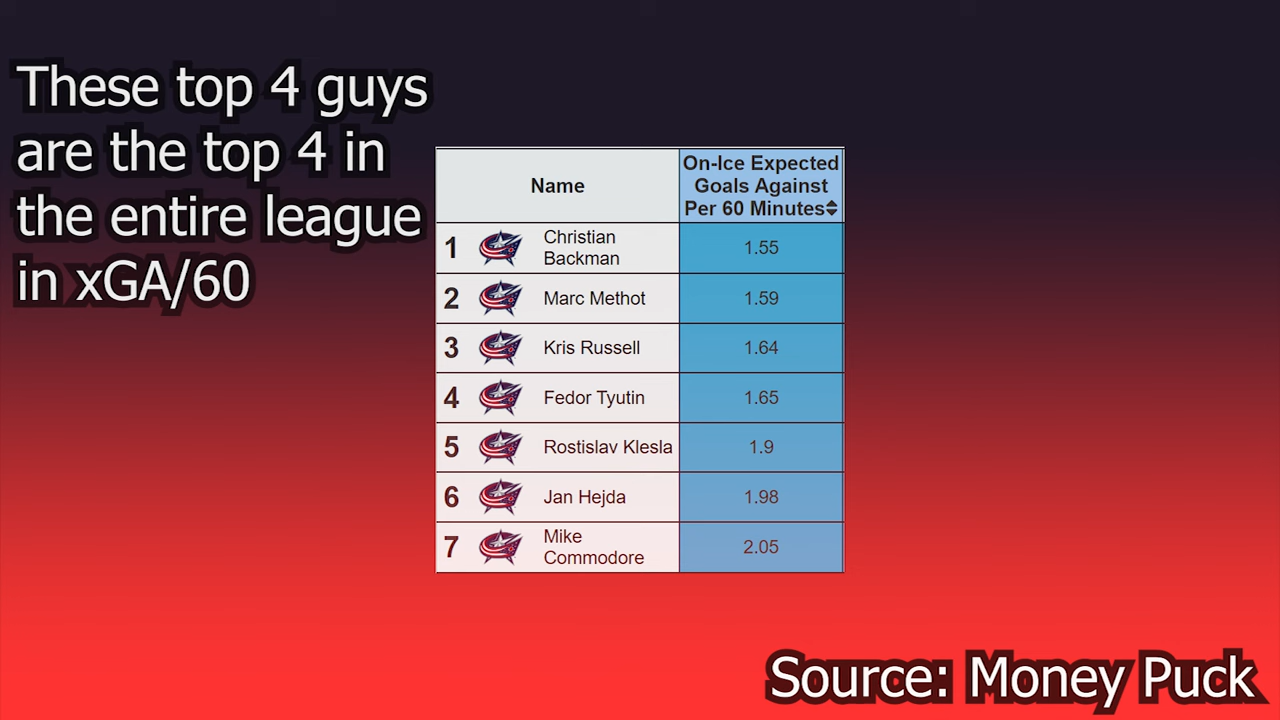 These top 4 guys
are the top 4 in
the entire league
in xGA/60
Name
On-Ice Expected
Goals Against
Per 60 Minutes
1 Christian
Backman 1.55
2 Marc Methot 1.59
3 Kris Russell 1.64
4 Fedor Tyutin 1.65
5 Rostislav Klesla 1.9
6 Jan Hejda 1.98
7 Mike
Commodore 2.05
Source: Money Puck